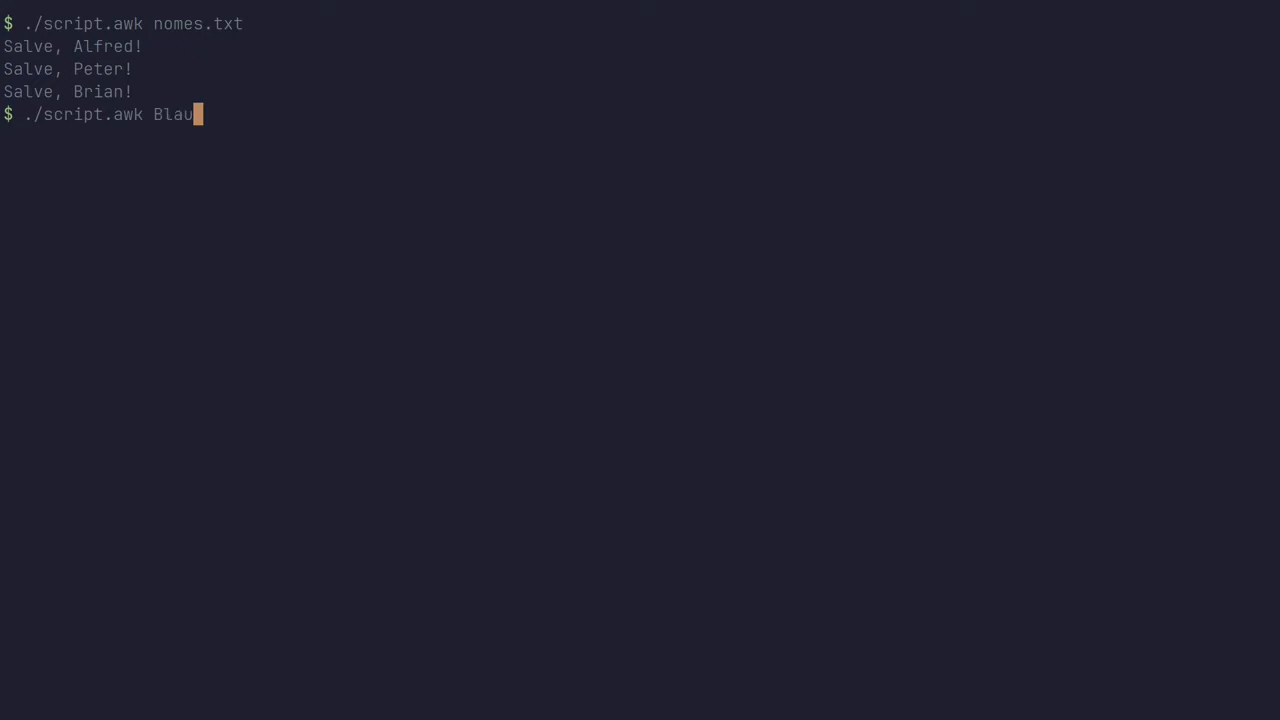 $ ./script.awk nomes.txt
Salve, Alfred!
Salve, Peter!
Salve, Brian!
$ ./script.awk Blau